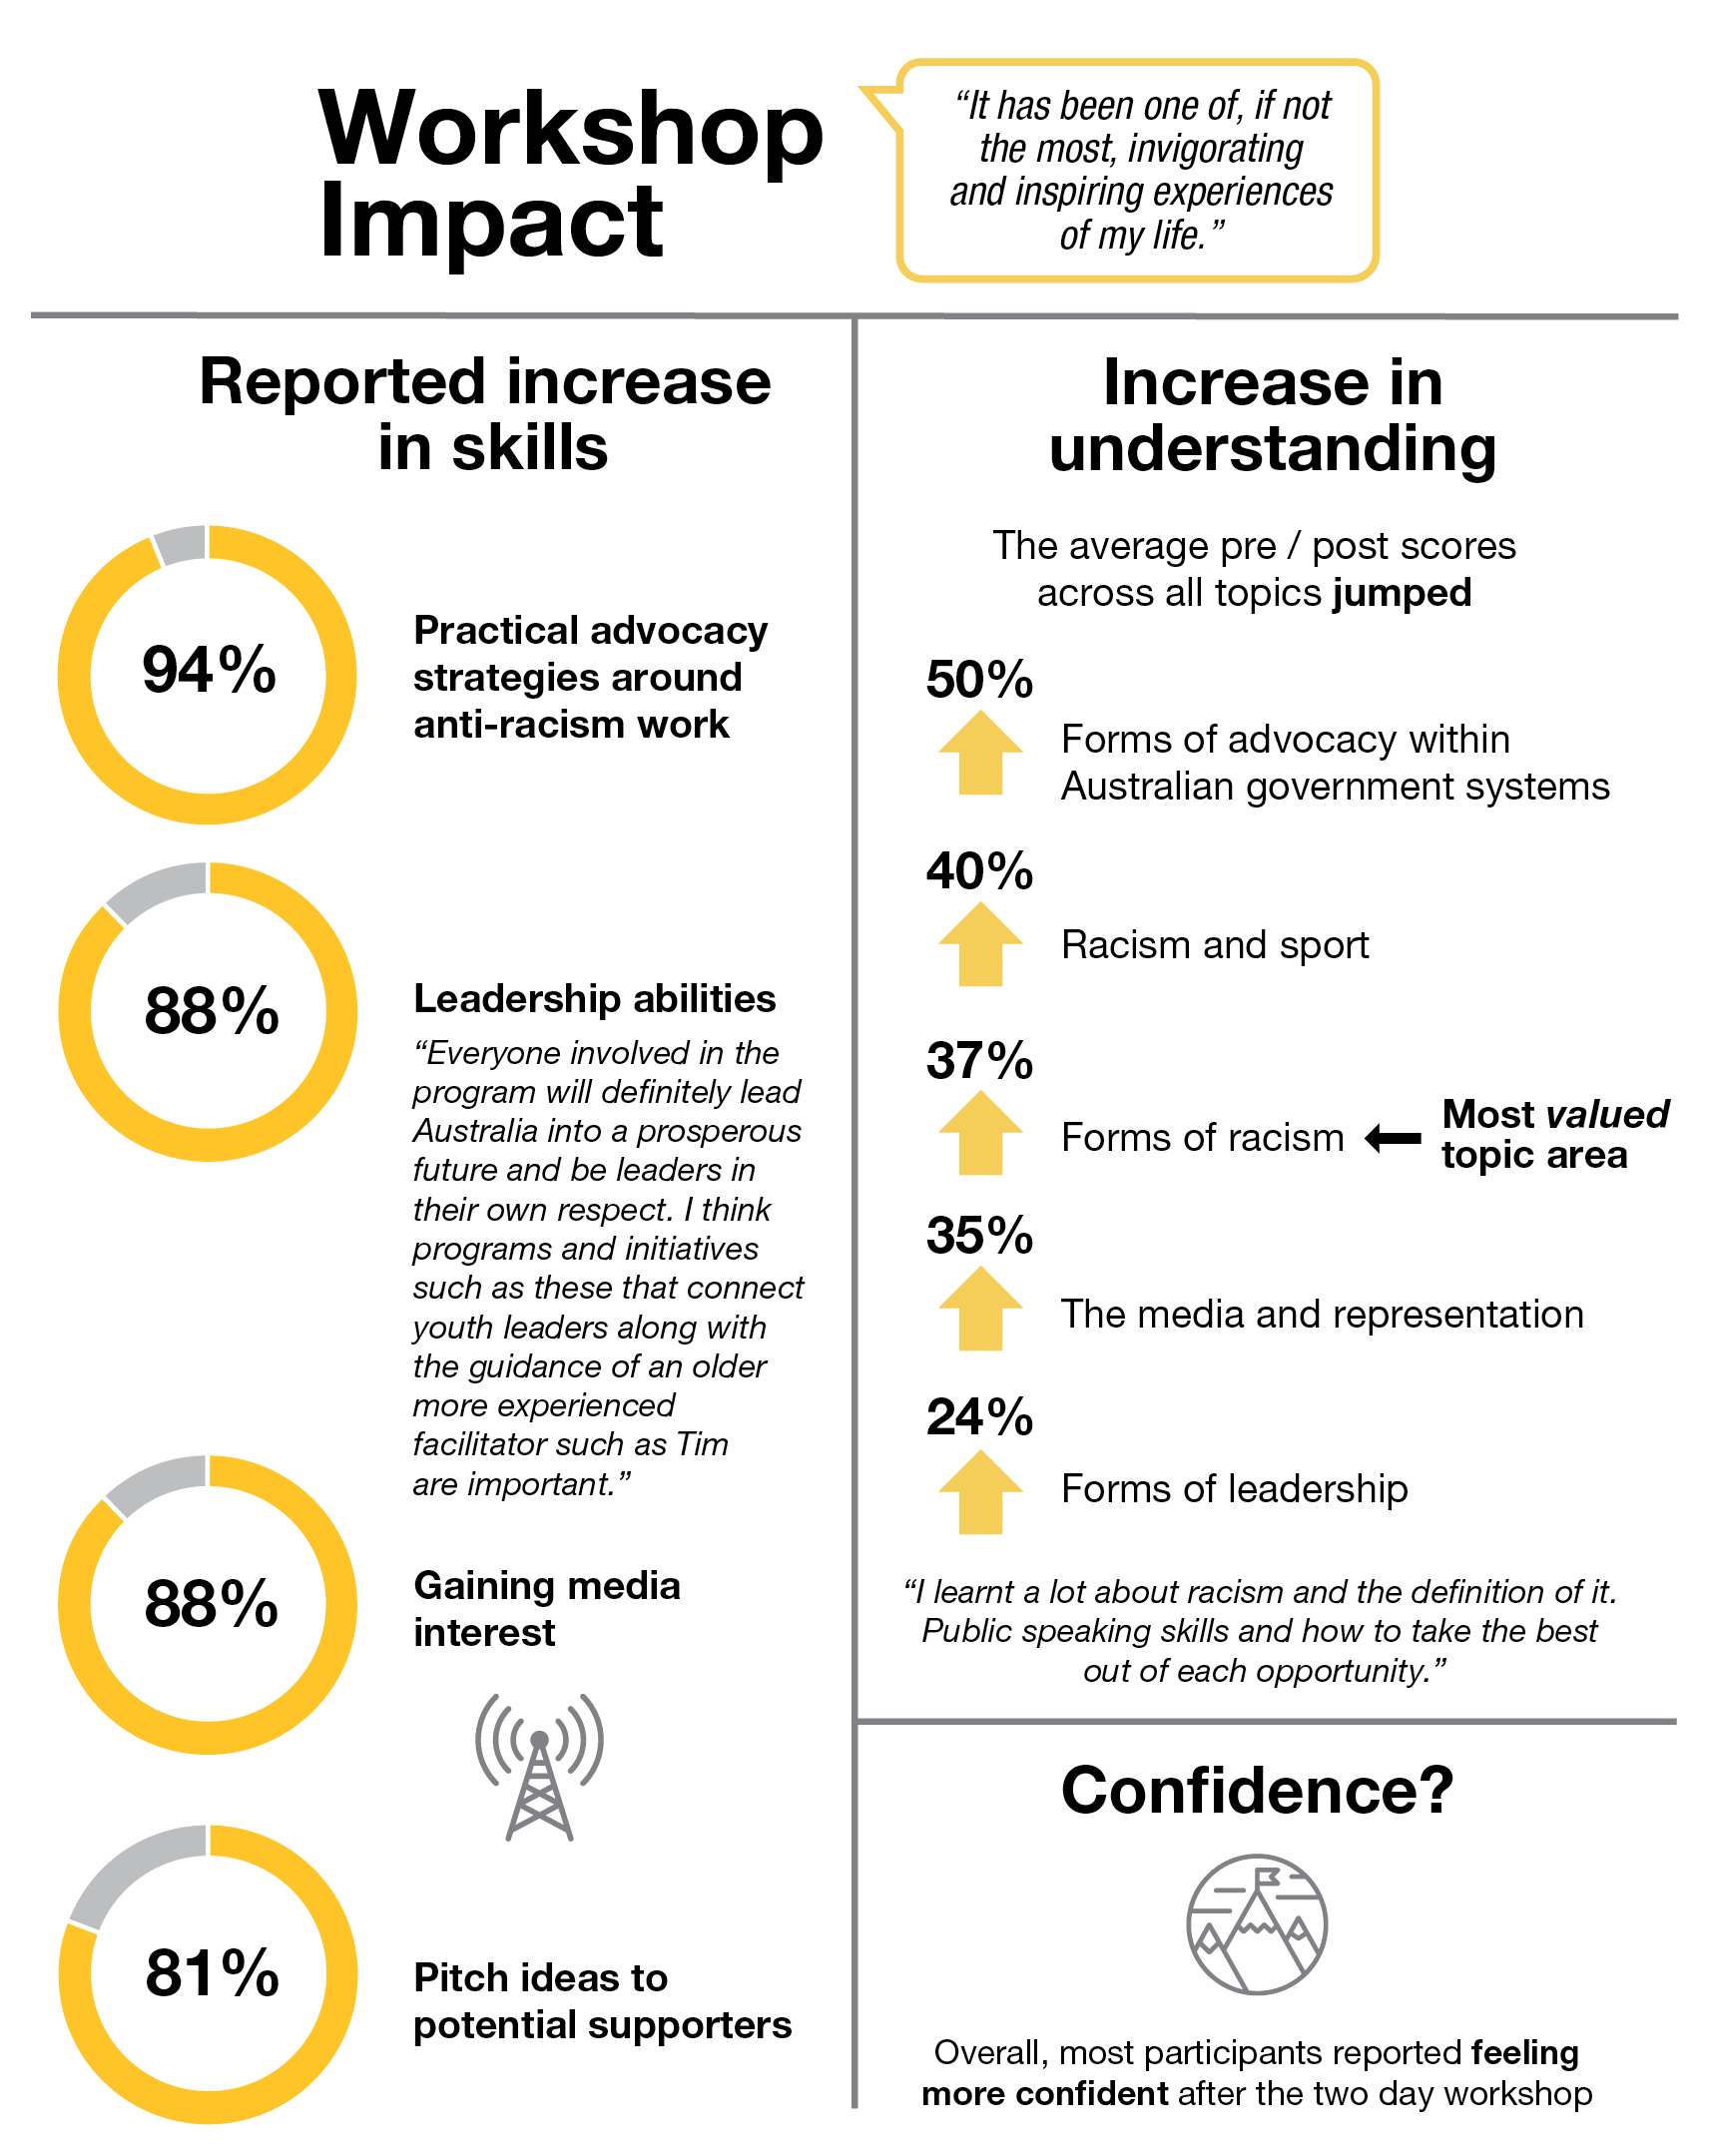 Workshop
Impact
“It has been one of, if not
the most, invigorating
and inspiring experiences
of my life.”
Reported increase
in skills
94%
Practical advocacy
strategies around
anti-racism work
88%
Leadership abilities
“Everyone involved in the
program will definitely lead
Australia into a prosperous
future and be leaders in
their own respect. I think
programs and initiatives
such as these that connect
youth leaders along with
the guidance of an older
more experienced
facilitator such as Tim
are important.”
88%
Gaining media
interest
81%
Pitch ideas to
potential supporters
Increase in
understanding
The average pre / post scores
across all topics jumped
50%
Forms of advocacy within
Australian government systems
40%
Racism and sport
37%
Forms of racism
Most valued
topic area
35%
The media and representation
24%
Forms of leadership
“I learnt a lot about racism and the definition of it.
Public speaking skills and how to take the best
out of each opportunity.”
Confidence?
Overall, most participants reported feeling
more confident after the two day workshop